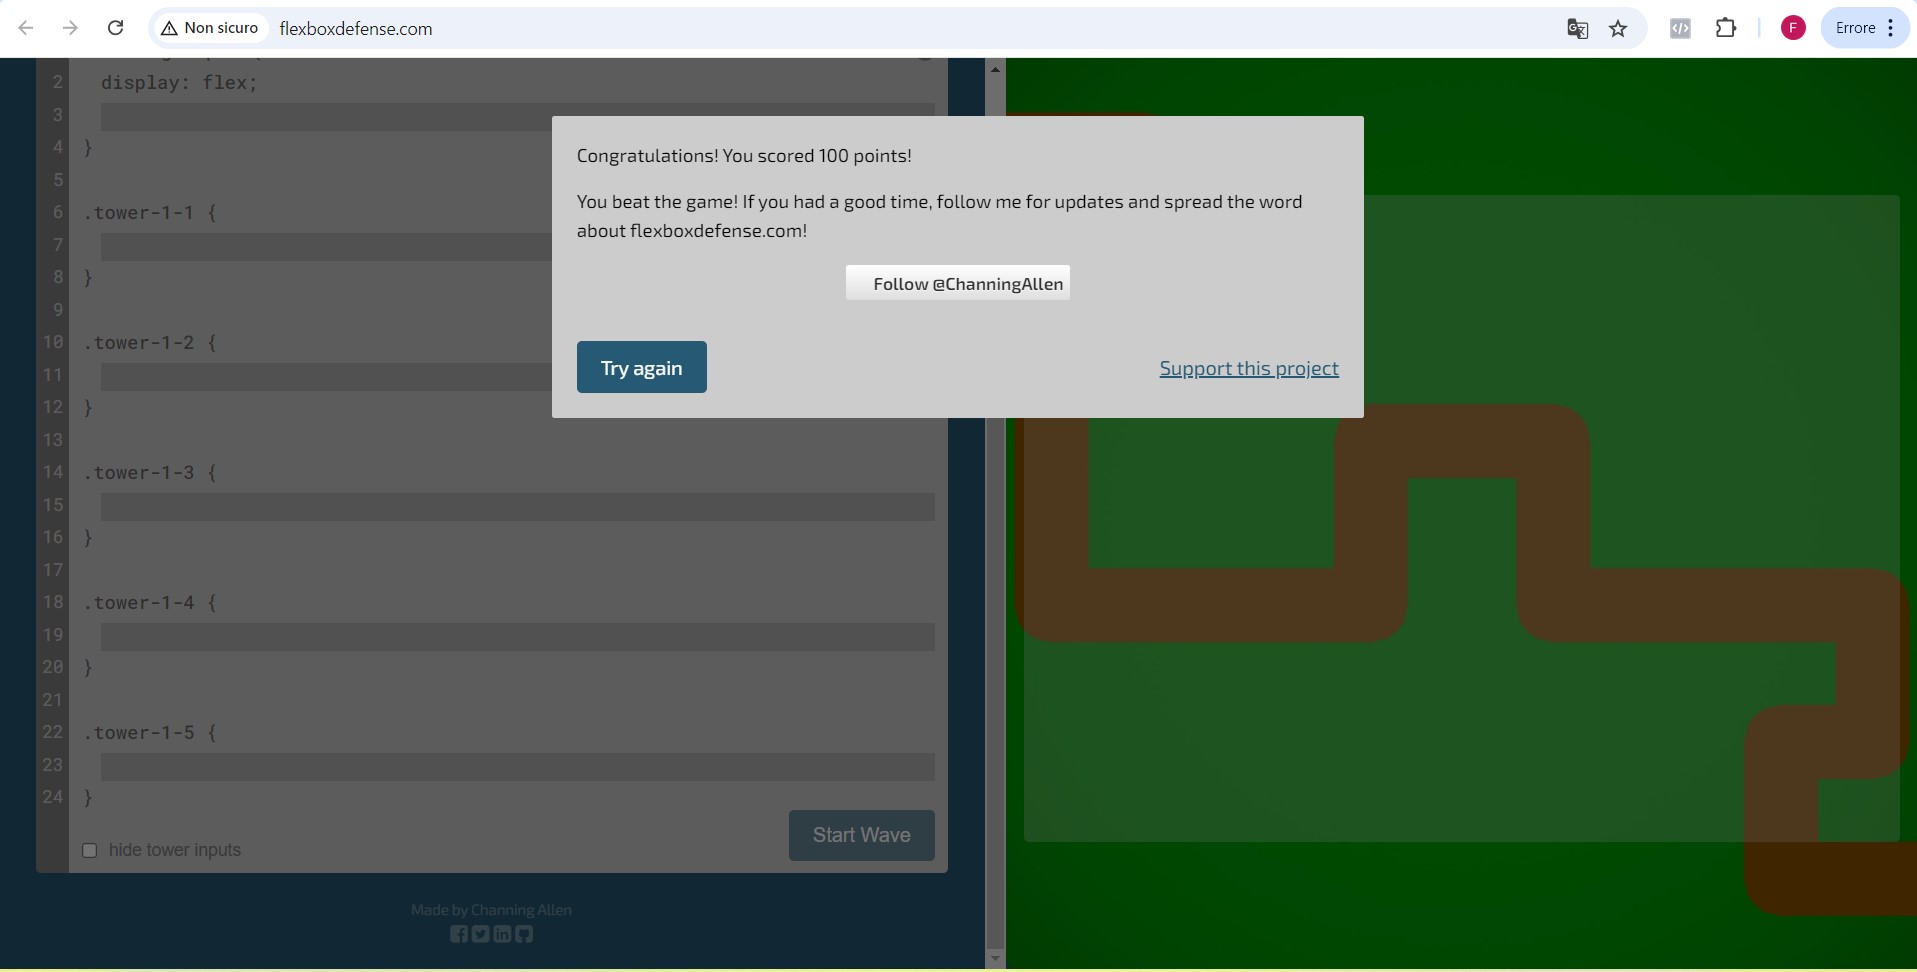 Non sicuro
flexboxdefense.com
F
Errore
2 display: flex;
3
4 }
5
6 .tower-1-1 {
7
8 }
9
10 .tower-1-2 {
11
12 }
13
14 .tower-1-3 {
15
16 }
17
18 .tower-1-4 {
19
20 }
21
22 .tower-1-5 {
23
24 }
hide tower inputs
Start Wave
Made by Channing Allen
Congratulations! You scored 100 points!
You beat the game! If you had a good time, follow me for updates and spread the word
about flexboxdefense.com!
Follow @ChanningAllen
Try again
Support this project